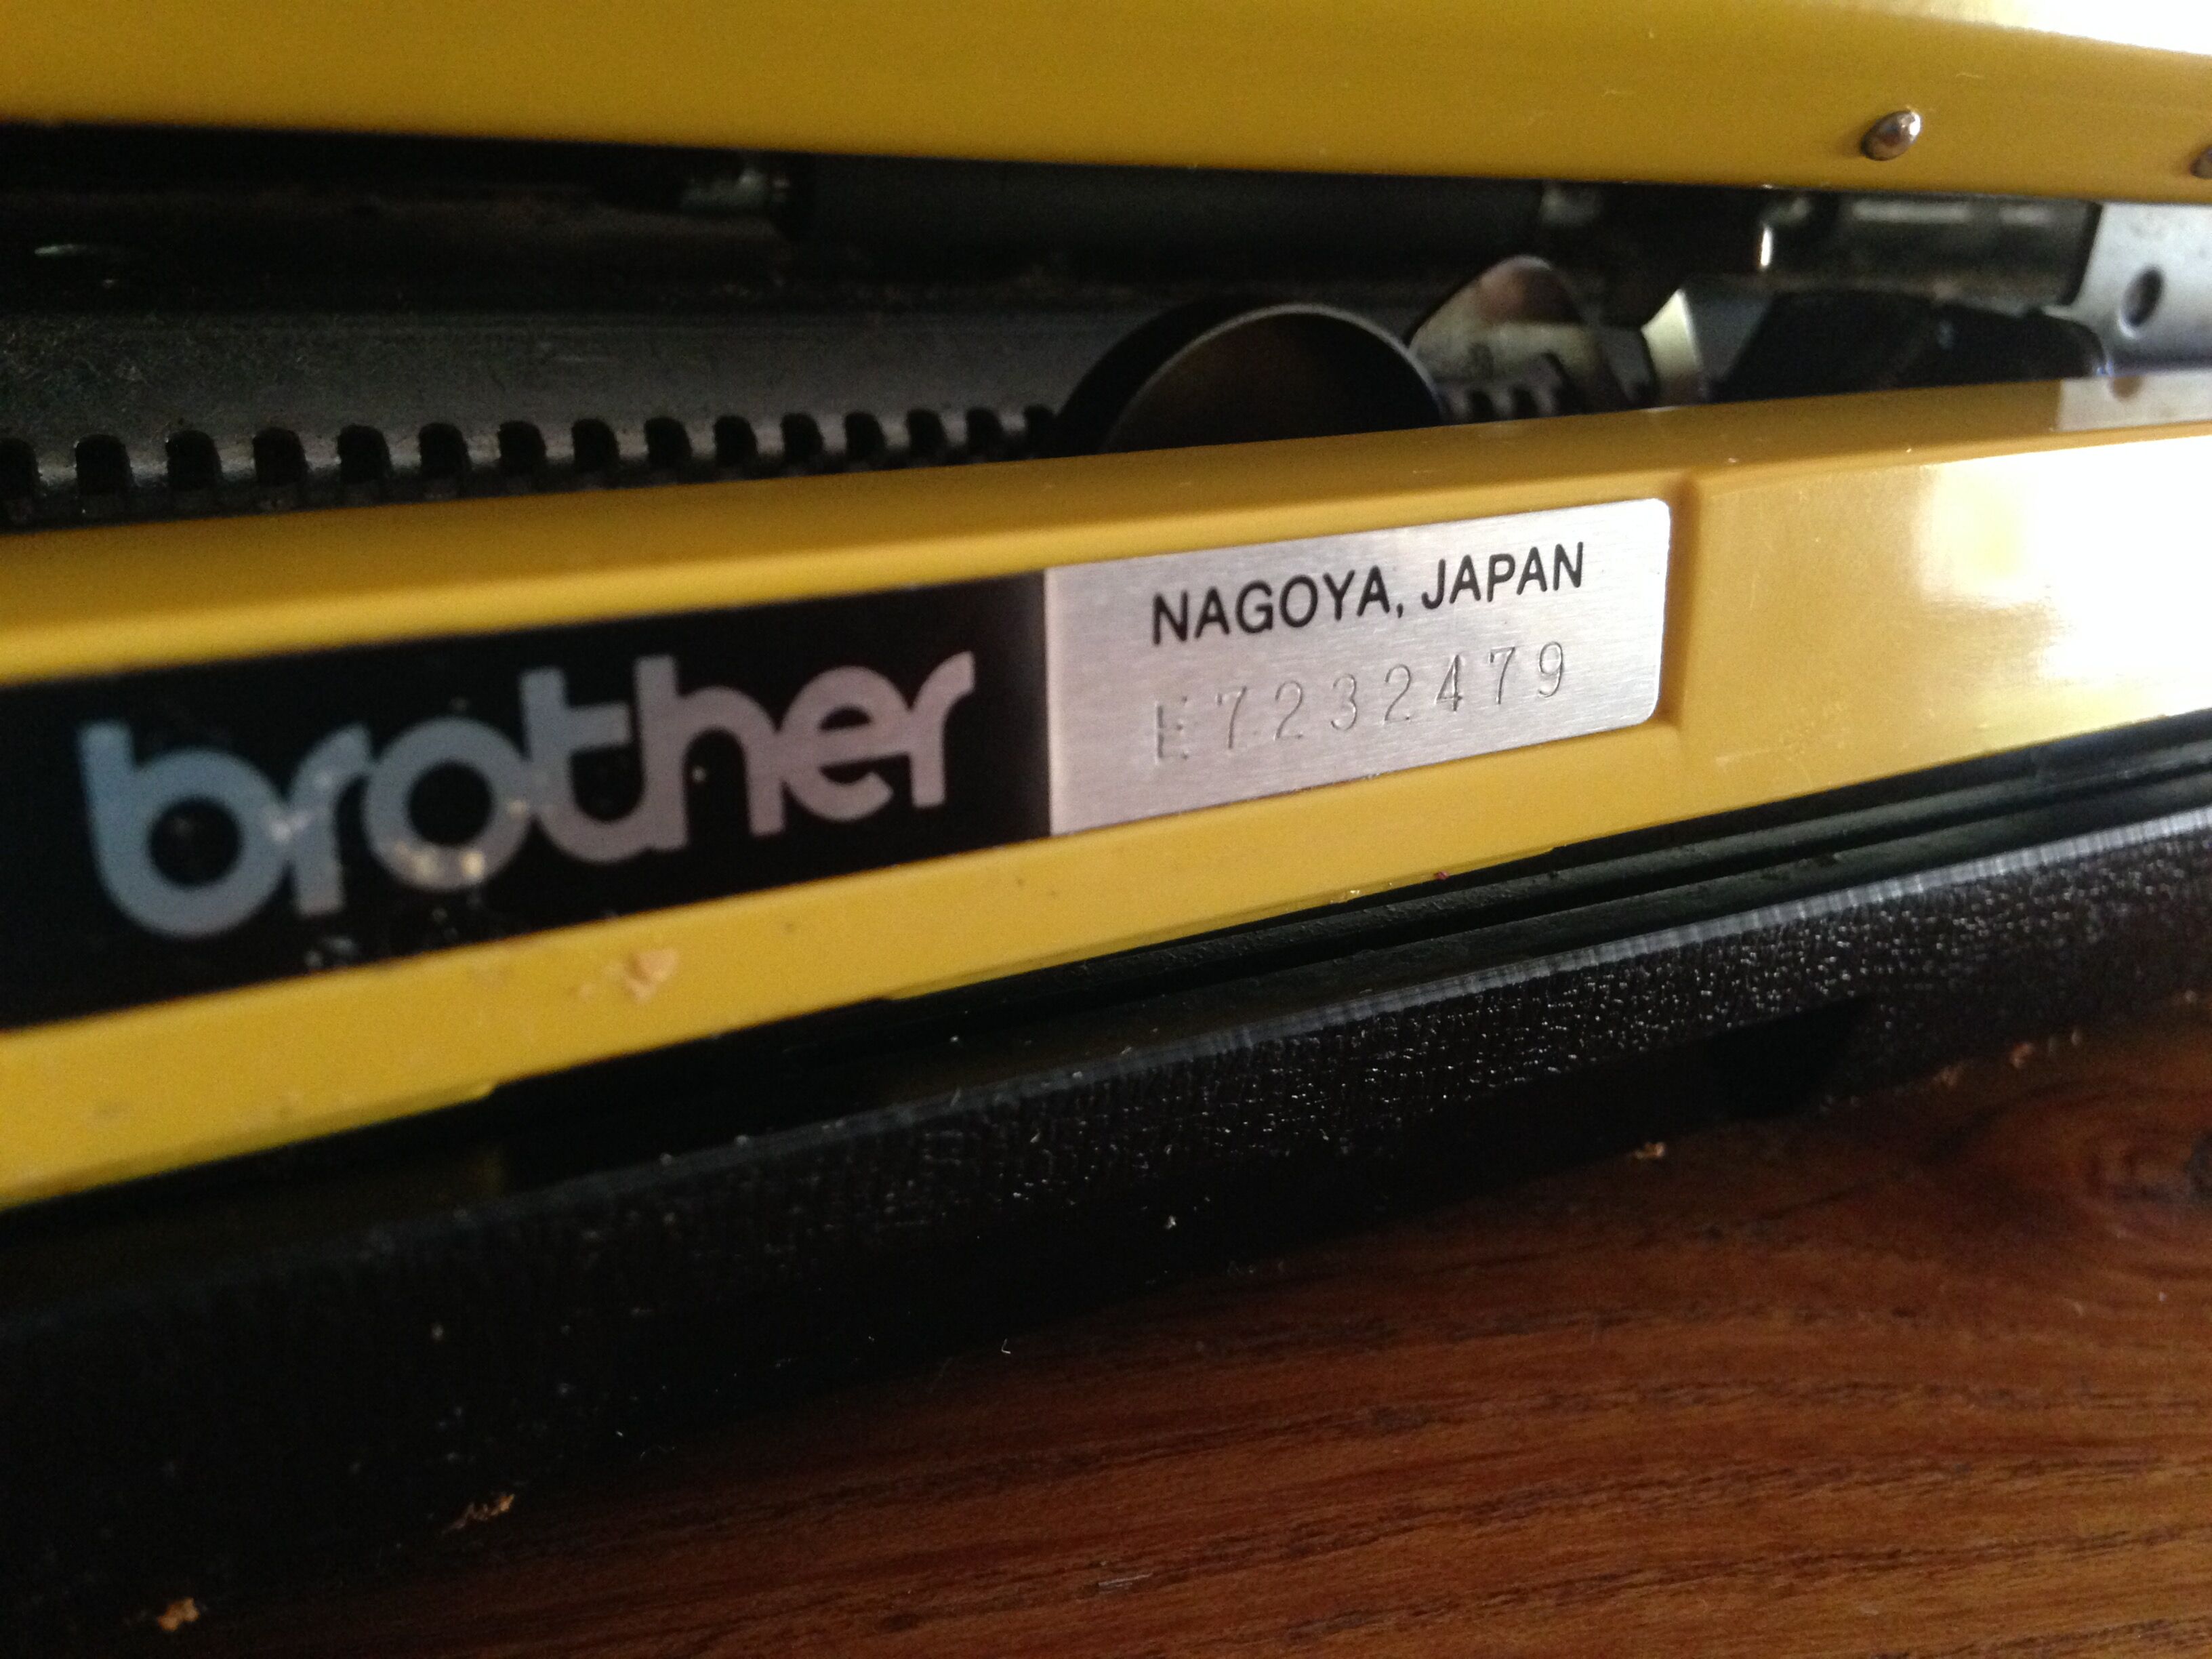 brother
NAGOYA, JAPAN
E7232479